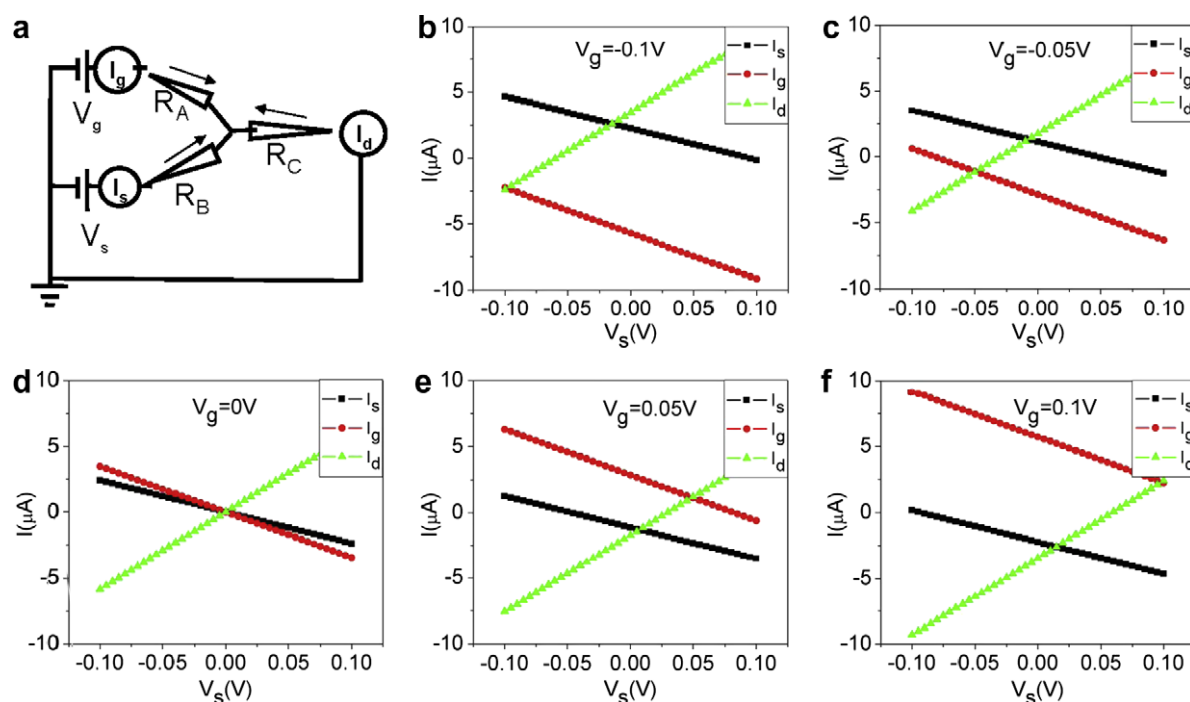 a
I_g
V_g
R_A
R_C
I_d
I_s
R_B
V_s
b
V_g=-0.1V
I_s
I_g
I_d
10
5
0
-5
-10
I(μA)
-0.10 -0.05 0.00 0.05 0.10
V_s(V)
c
V_g=-0.05V
I_s
I_g
I_d
10
5
0
-5
-10
I(μA)
-0.10 -0.05 0.00 0.05 0.10
V_s(V)
d
V_g=0V
I_s
I_g
I_d
10
5
0
-5
-10
I(μA)
-0.10 -0.05 0.00 0.05 0.10
V_s(V)
e
V_g=0.05V
I_s
I_g
I_d
10
5
0
-5
-10
I(μA)
-0.10 -0.05 0.00 0.05 0.10
V_s(V)
f
V_g=0.1V
I_s
I_g
I_d
10
5
0
-5
-10
I(μA)
-0.10 -0.05 0.00 0.05 0.10
V_s(V)